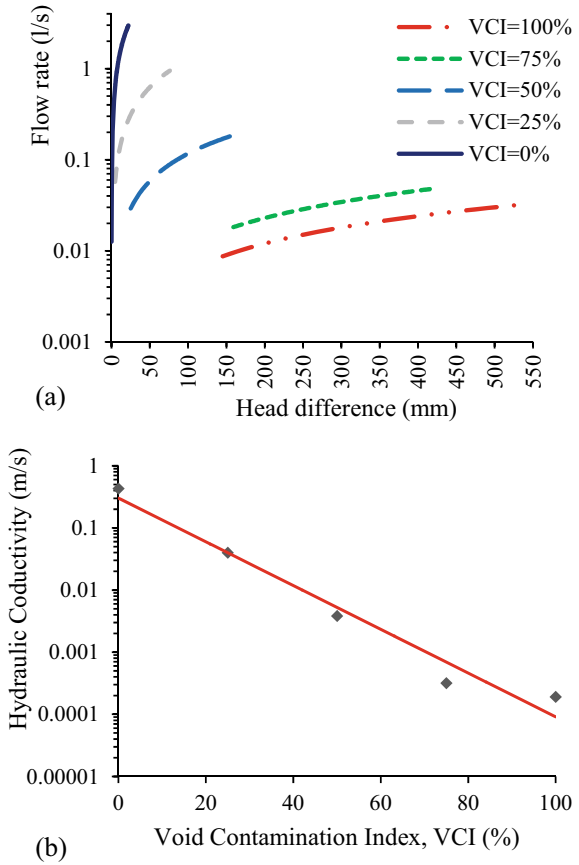 Flow rate (l/s)
1
0.1
0.01
0.001
0
50
100
150
200
250
300
350
400
450
500
550
Head difference (mm)
VCI=100%
VCI=75%
VCI=50%
VCI=25%
VCI=0%
(a)
Hydraulic Coductivity (m/s)
1
0.1
0.01
0.001
0.0001
0.00001
0
20
40
60
80
100
Void Contamination Index, VCI (%)
(b)